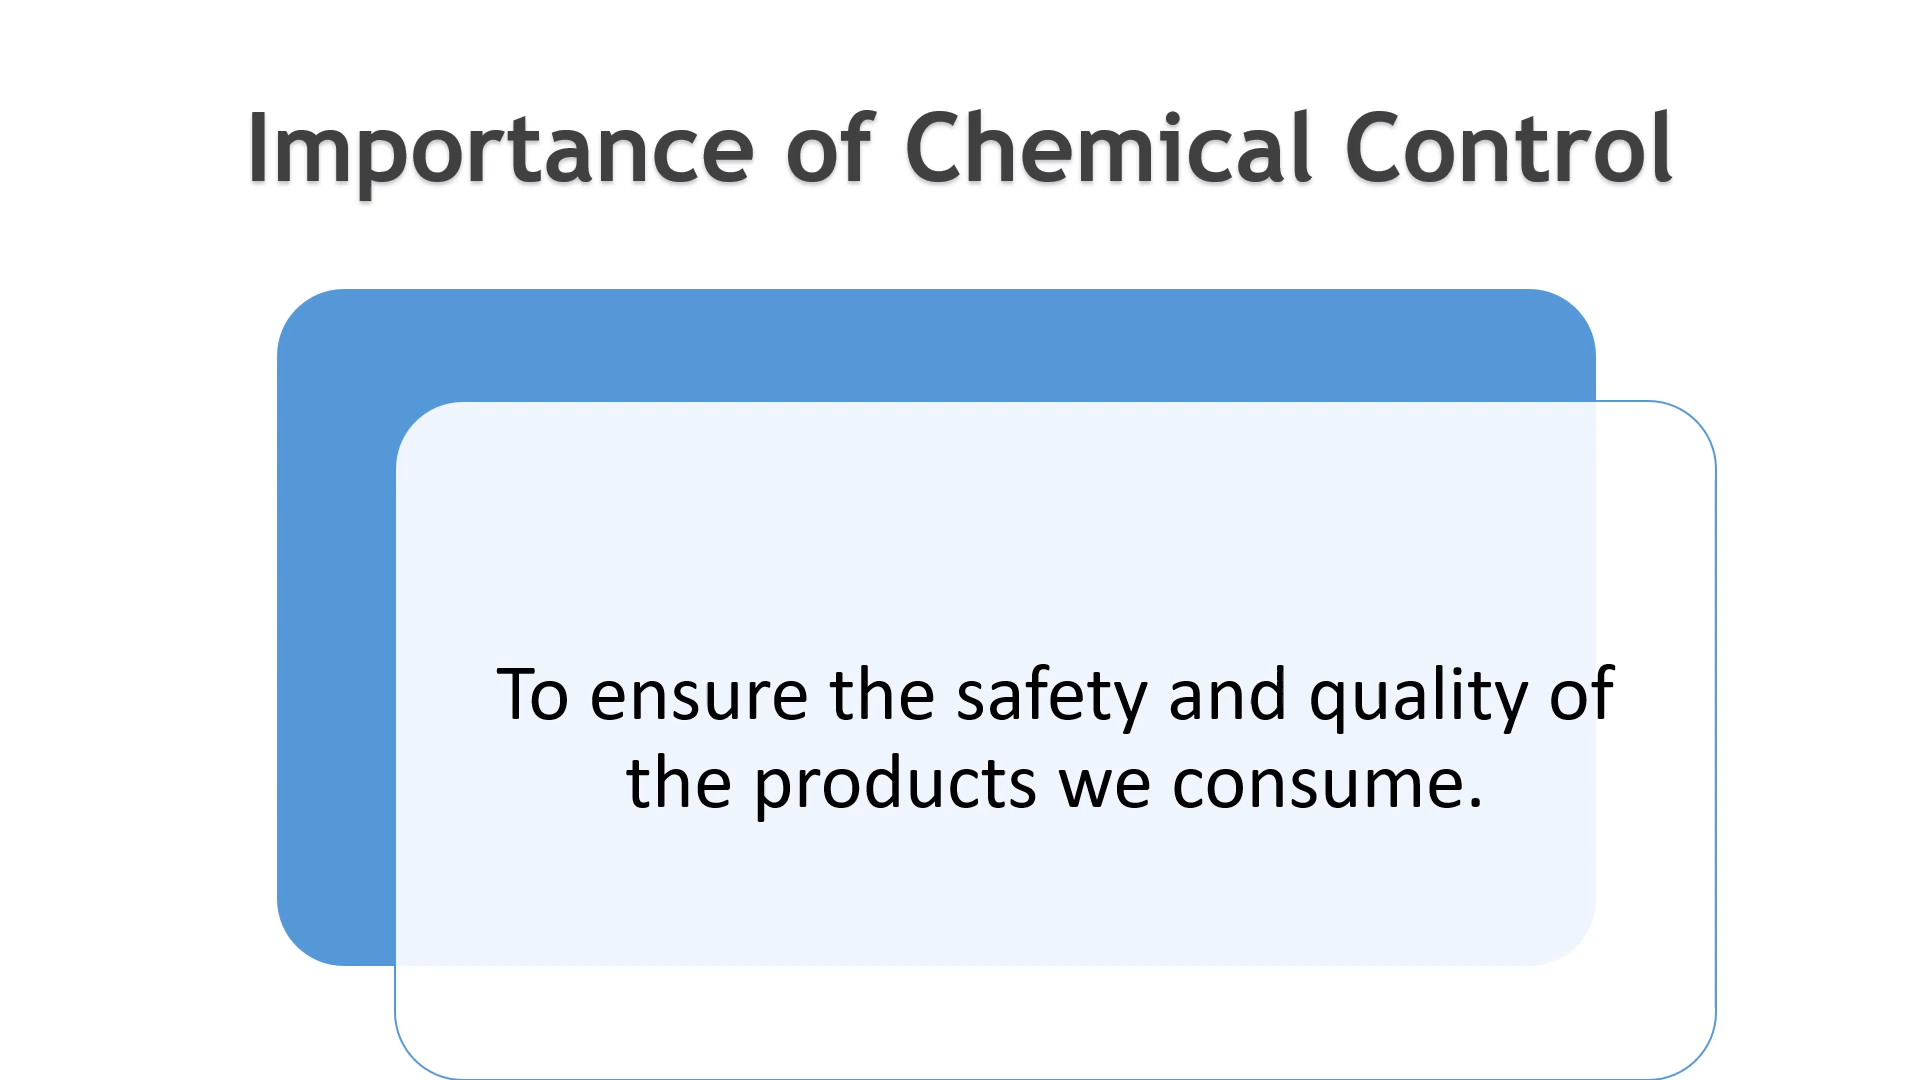 Importance of Chemical Control
To ensure the safety and quality of
the products we consume.